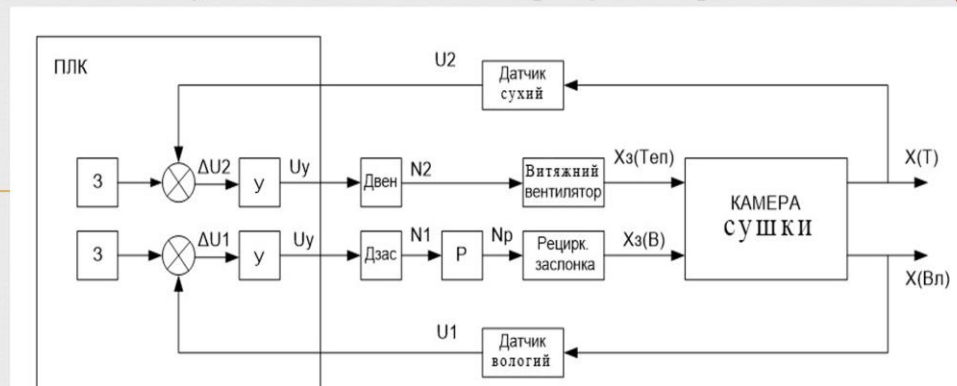 ПЛК
U2
Датчик
сухий
З
ΔU2
У
Uy
Двен
N2
Витяжний
вентилятор
Xз(Теп)
X(Т)
КАМЕРА
сушки
З
ΔU1
У
Uy
Дзас
N1
Р
Np
Рецирк.
заслонка
Xз(В)
X(Вл)
U1
Датчик
вологий